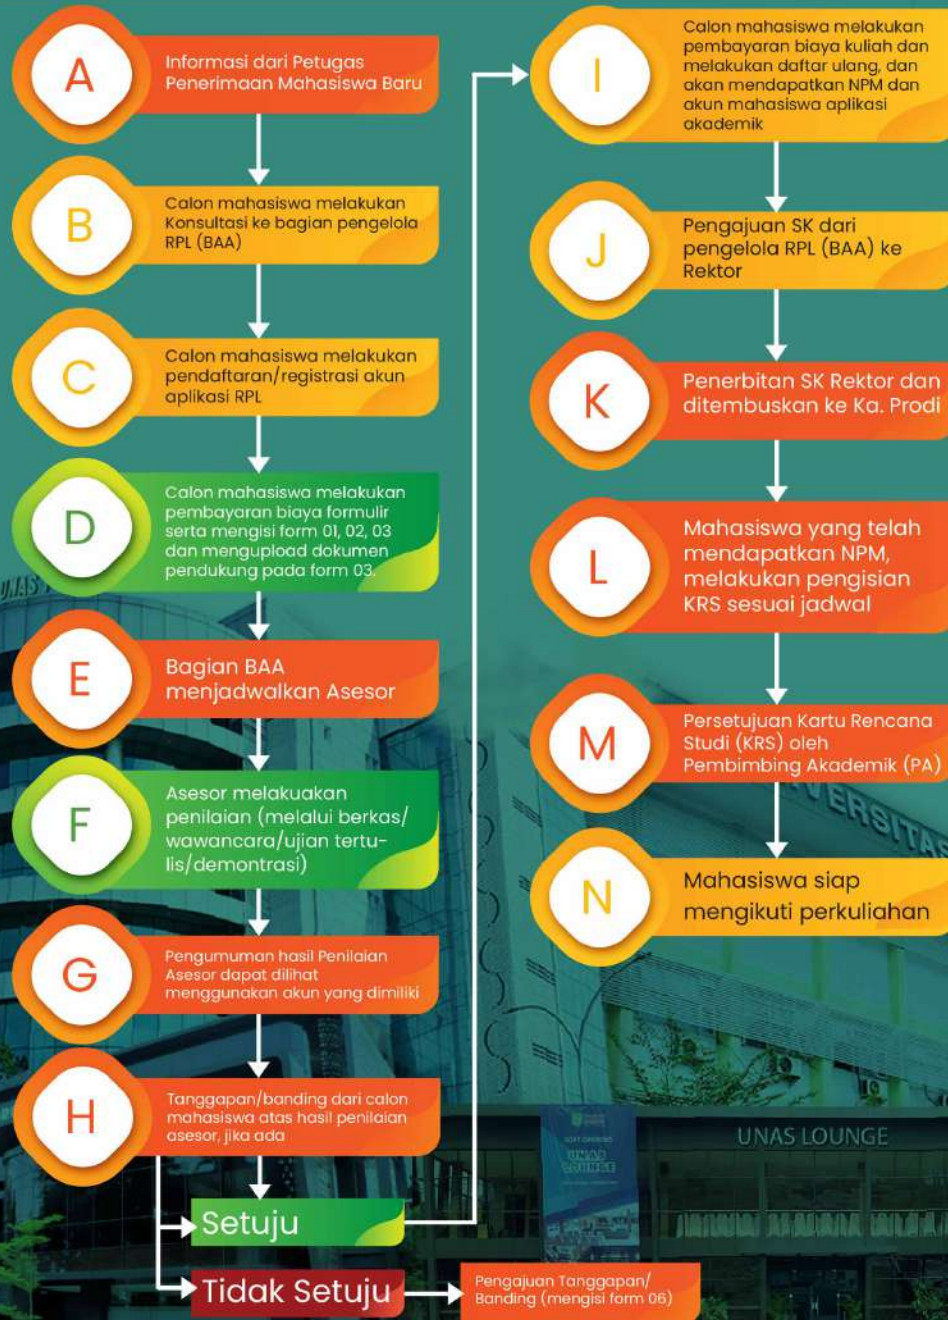 A
Informasi dari Petugas
Penerimaan Mahasiswa Baru
B
Calon mahasiswa melakukan
Konsultasi ke bagian pengelola
RPL (BAA)
C
Calon mahasiswa melakukan
pendaftaran/registrasi akun
aplikasi RPL
D
Calon mahasiswa melakukan
pembayaran biaya formulir
serta mengisi form 01, 02, 03
dan mengupload dokumen
pendukung pada form 03.
E
Bagian BAA
menjadwalkan Asesor
F
Asesor melakuakan
penilaian (melalui berkas/
wawancara/ujian tertu-
lis/demontrasi)
G
Pengumuman hasil Penilaian
Asesor dapat dilihat
menggunakan akun yang dimiliki
H
Tanggapan/banding dari calon
mahasiswa atas hasil penilaian
asesor, jika ada
Setuju
Tidak Setuju
Pengajuan Tanggapan/
Banding (mengisi form 06)
I
Calon mahasiswa melakukan
pembayaran biaya kuliah dan
melakukan daftar ulang, dan
akan mendapatkan NPM dan
akun mahasiswa aplikasi
akademik
J
Pengajuan SK dari
pengelola RPL (BAA) ke
Rektor
K
Penerbitan SK Rektor dan
ditembuskan ke Ka. Prodi
L
Mahasiswa yang telah
mendapatkan NPM,
melakukan pengisian
KRS sesuai jadwal
M
Persetujuan Kartu Rencana
Studi (KRS) oleh
Pembimbing Akademik (PA)
N
Mahasiswa siap
mengikuti perkuliahan
UNAS
VERSITAS
UNAS LOUNGE
UNAS
LOUNGE